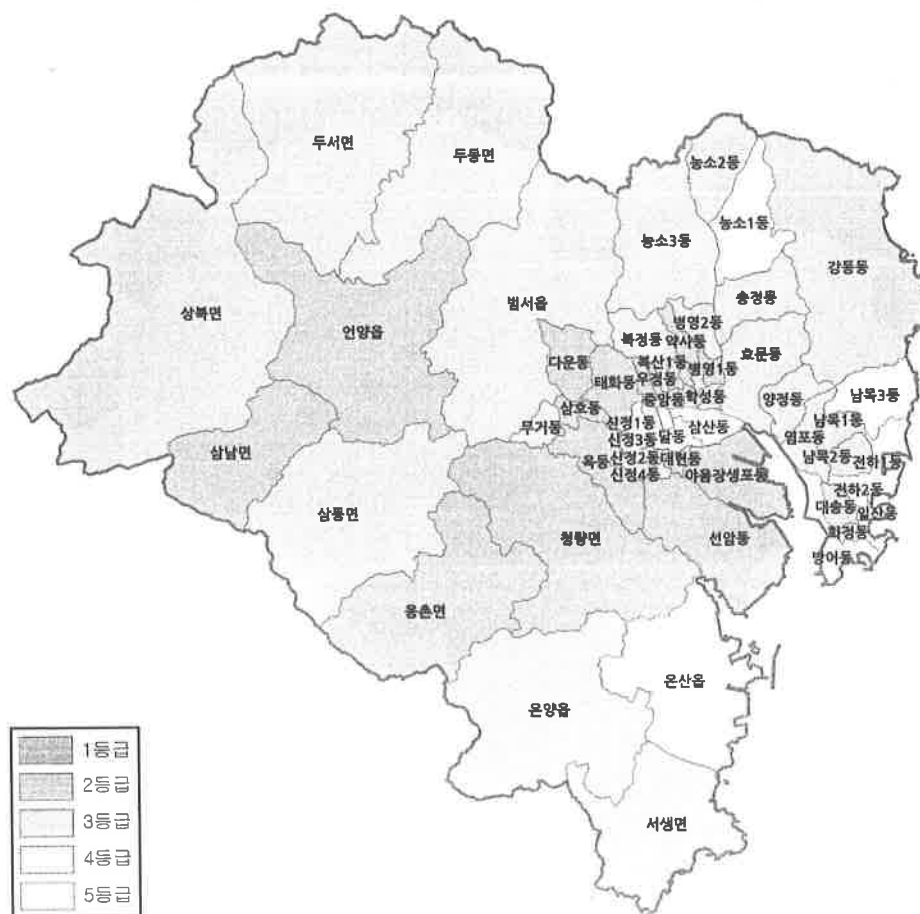 두서면
두동면
농소2동
농소1동
농소3동
강동동
상북면
언양읍
범서읍
송정동
병영2동
북정동
약사동
효문동
다운동
복산1동
병영1동
태화동
우정동
중앙동
학성동
양정동
남목3동
삼호동
무거동
신정1동
삼산동
남목1동
신정3동
달동
염포동
삼남면
옥동
신정2동
대현동
남목2동
전하1동
신정4동
야음장생포동
전하2동
삼동면
대송동
일산동
청량면
선암동
화정동
방어동
웅촌면
온산읍
온양읍
서생면
1등급
2등급
3등급
4등급
5등급